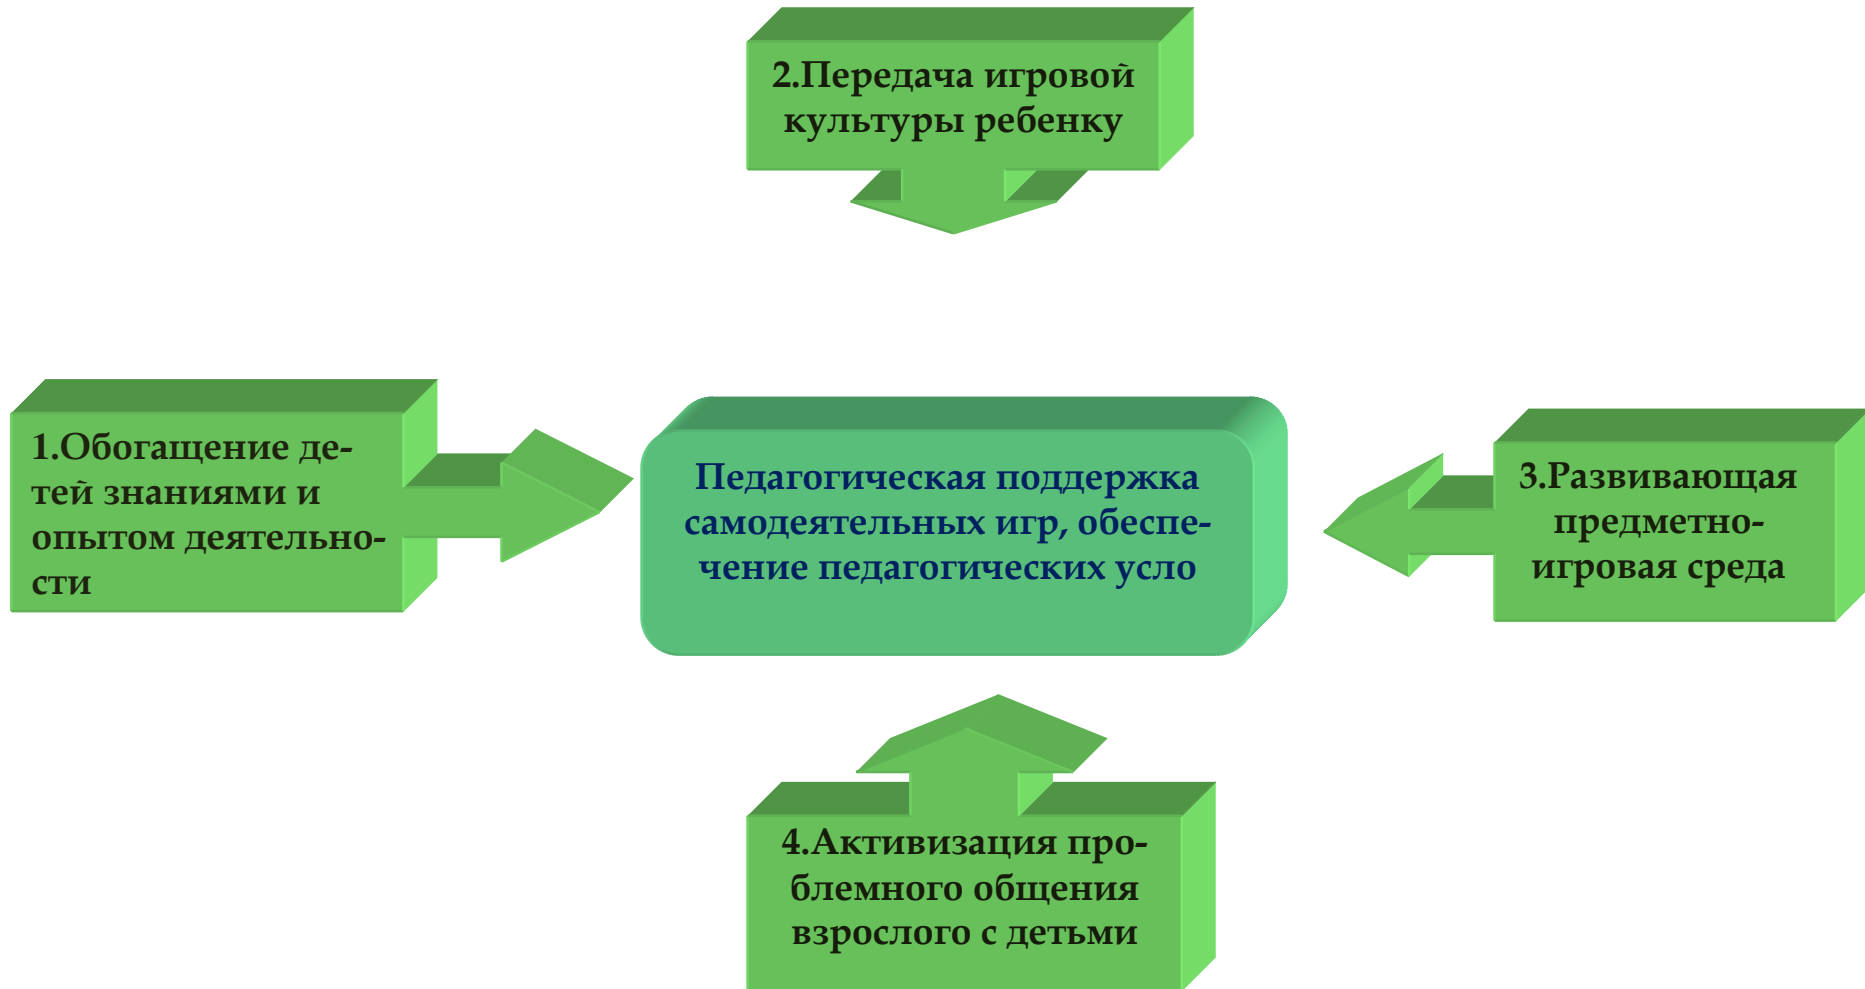 2.Передача игровой
культуры ребенку
1.Обогащение де-
тей знаниями и
опытом деятельно-
сти
Педагогическая поддержка
самодеятельных игр, обеспе-
чение педагогических усло
3.Развивающая
предметно-
игровая среда
4.Активизация про-
блемного общения
взрослого с детьми